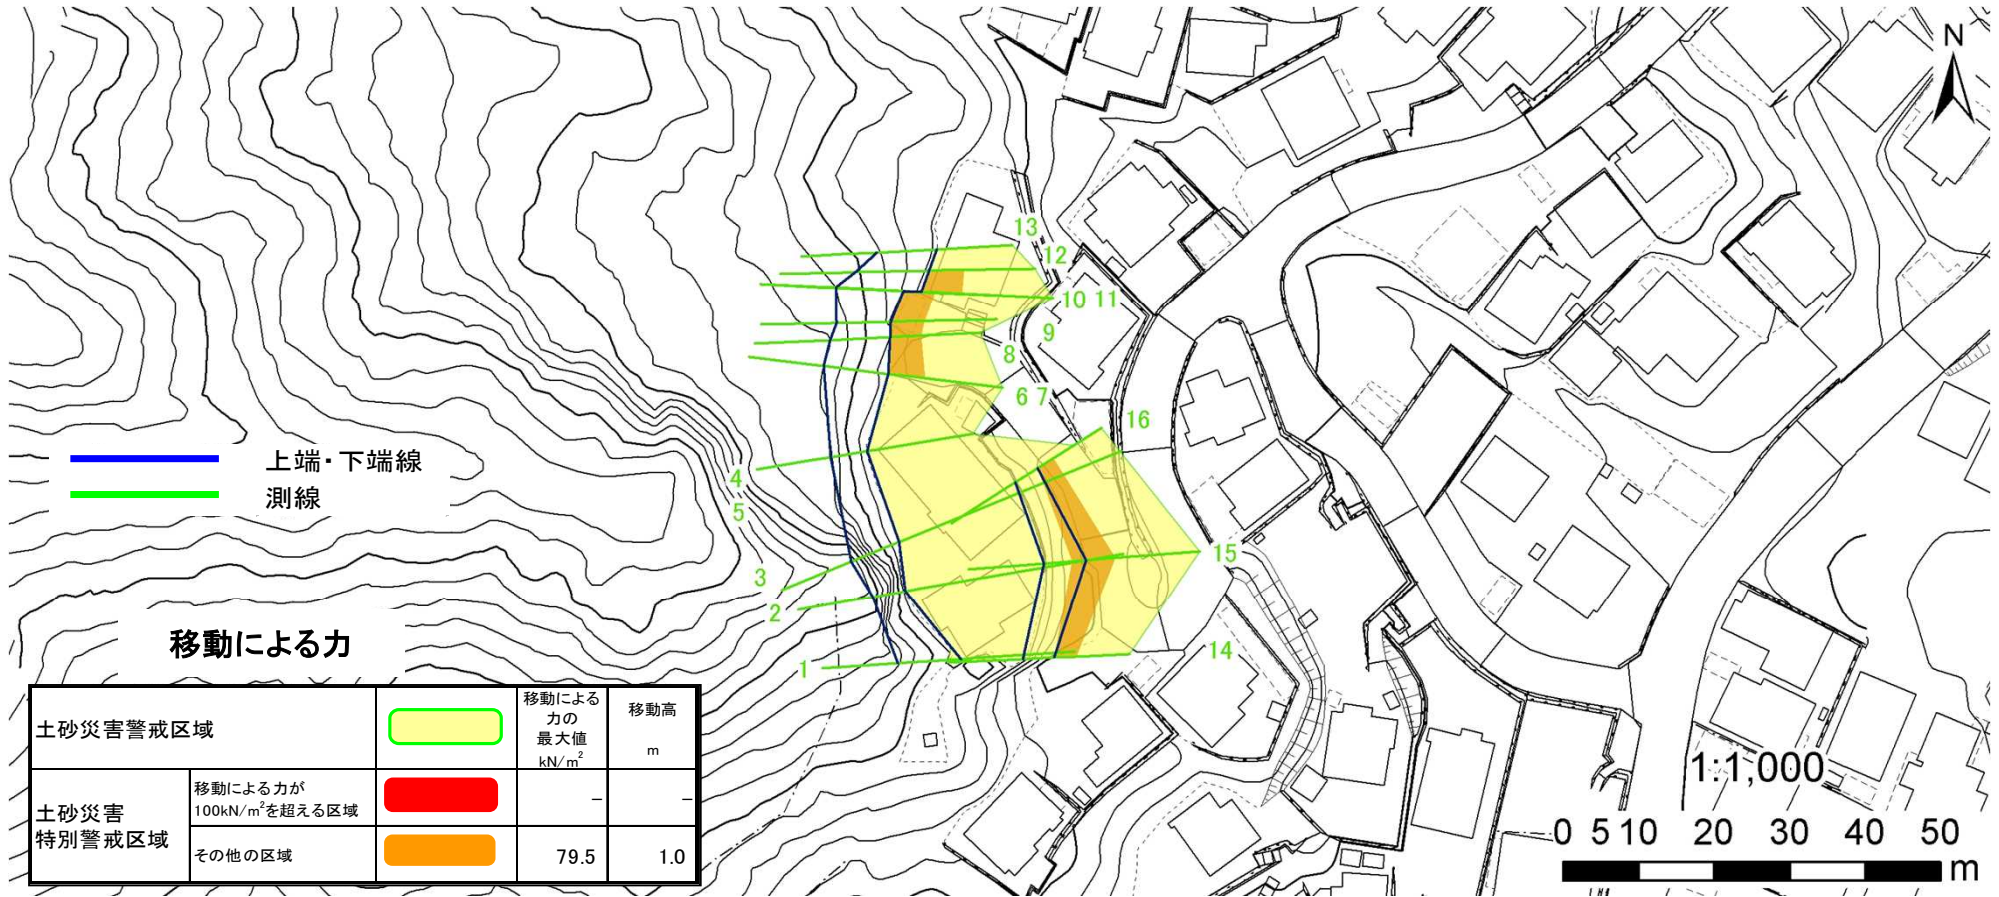 N
13
12
10 11
9
8
6 7
16
上端・下端線
測線
4
5
3
2
15
1
14
移動による力
土砂災害警戒区域
移動による
力の
最大値
kN/m²
移動高
m
土砂災害
特別警戒区域
移動による力が
100kN/m²を超える区域
－
－
その他の区域
79.5
1.0
1:1,000
0 5 10 20 30 40 50
m